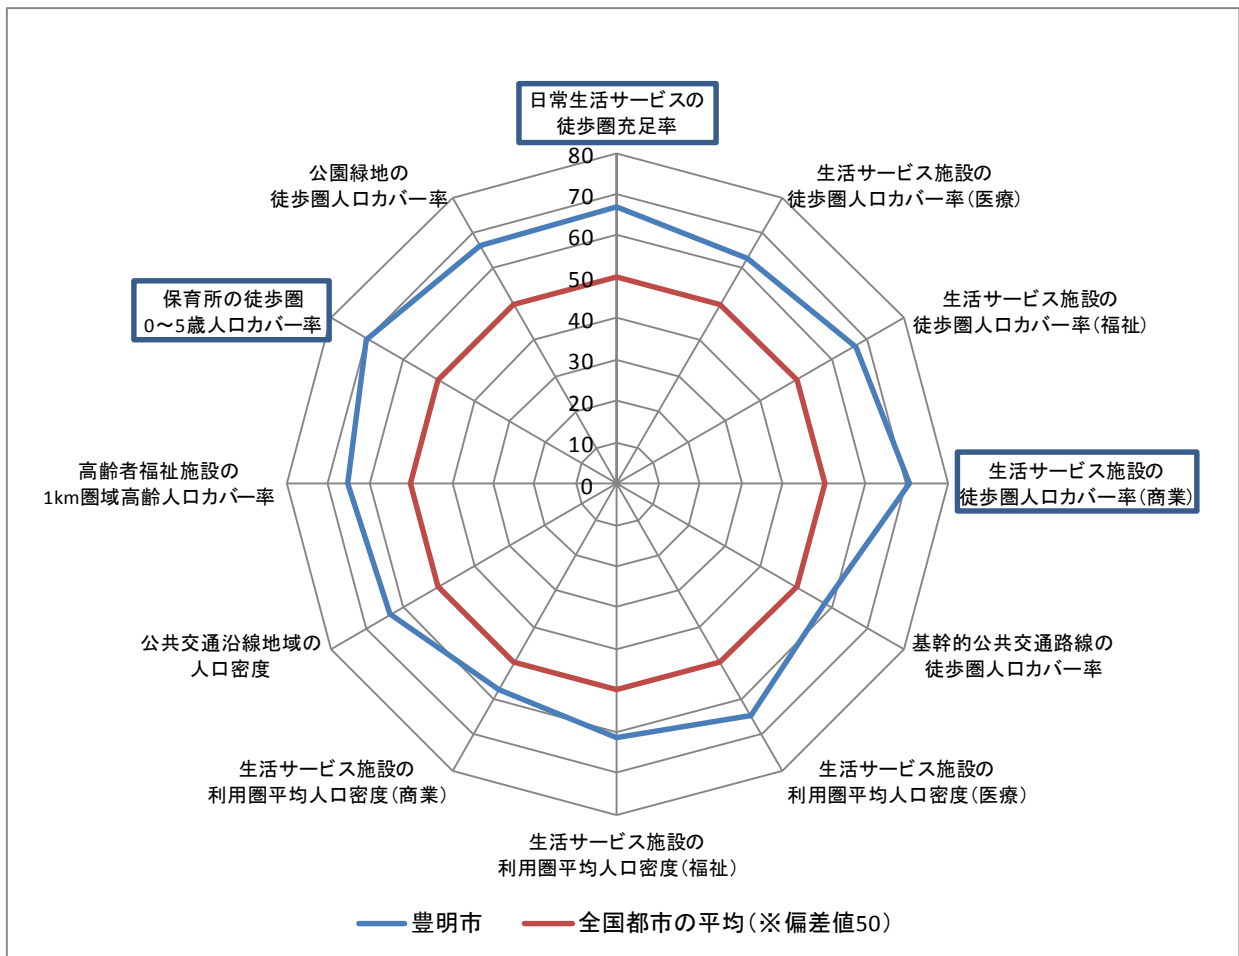 日常生活サービスの
徒歩圏充足率
公園緑地の
徒歩圏人口カバー率
生活サービス施設の
徒歩圏人口カバー率(医療)
保育所の徒歩圏
0～5歳人口カバー率
生活サービス施設の
徒歩圏人口カバー率(福祉)
高齢者福祉施設の
1km圏域高齢人口カバー率
生活サービス施設の
徒歩圏人口カバー率(商業)
公共交通沿線地域の
人口密度
基幹的公共交通路線の
徒歩圏人口カバー率
生活サービス施設の
利用圏平均人口密度(商業)
生活サービス施設の
利用圏平均人口密度(医療)
生活サービス施設の
利用圏平均人口密度(福祉)
80
70
60
50
40
30
20
10
0
豊明市
全国都市の平均(※偏差値50)